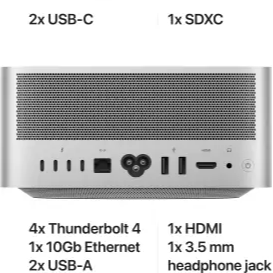 2x USB-C
1x SDXC
4x Thunderbolt 4
1x 10Gb Ethernet
2x USB-A
1x HDMI
1x 3.5 mm
headphone jack